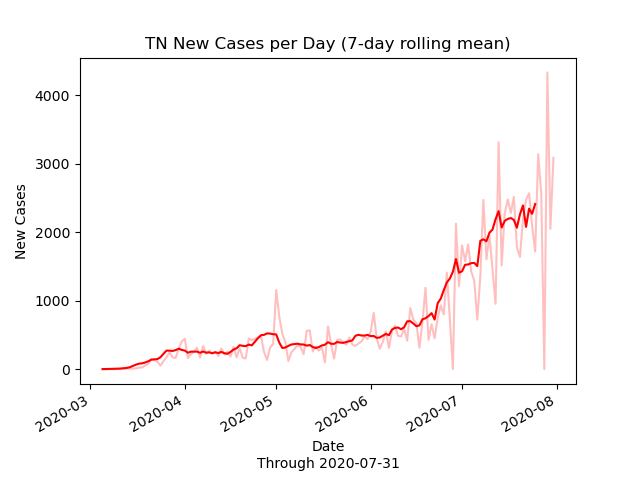 TN New Cases per Day (7-day rolling mean)
4000
3000
2000
1000
0
New Cases
2020-03
2020-04
2020-05
2020-06
2020-07
2020-08
Date
Through 2020-07-31